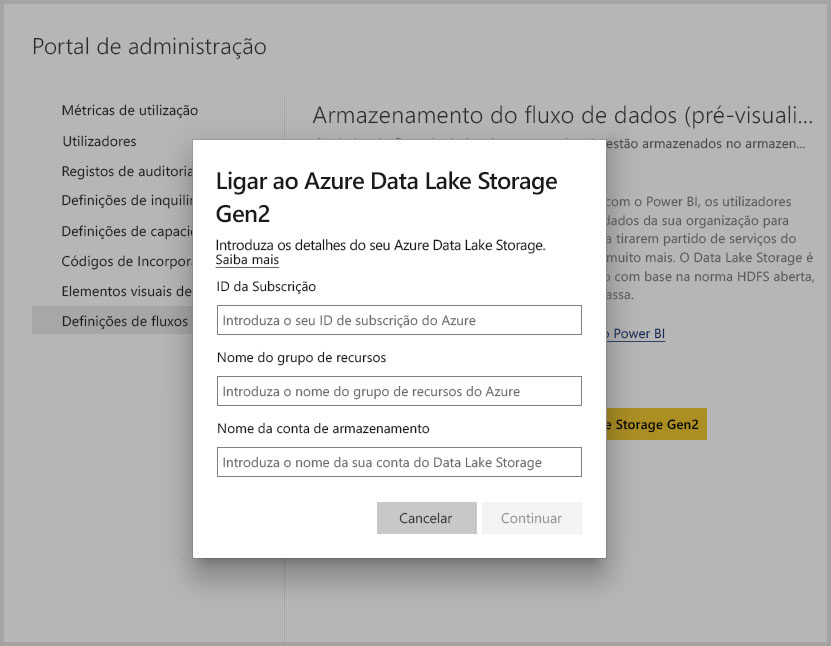 Portal de administração
Métricas de utilização
Utilizadores
Registos de auditoria
Definições de inquili
Definições de capaci
Códigos de Incorpor
Elementos visuais de
Definições de fluxos
Armazenamento do fluxo de dados (pré-visuali...
estão armazenados no armazen...
com o Power BI, os utilizadores
dados da sua organização para
a tirarem partido de serviços do
muito mais. O Data Lake Storage é
o com base na norma HDFS aberta,
assa.
o Power BI
e Storage Gen2
Ligar ao Azure Data Lake Storage
Gen2
Introduza os detalhes do seu Azure Data Lake Storage.
Saiba mais
ID da Subscrição
Introduza o seu ID de subscrição do Azure
Nome do grupo de recursos
Introduza o nome do grupo de recursos do Azure
Nome da conta de armazenamento
Introduza o nome da sua conta do Data Lake Storage
Cancelar
Continuar